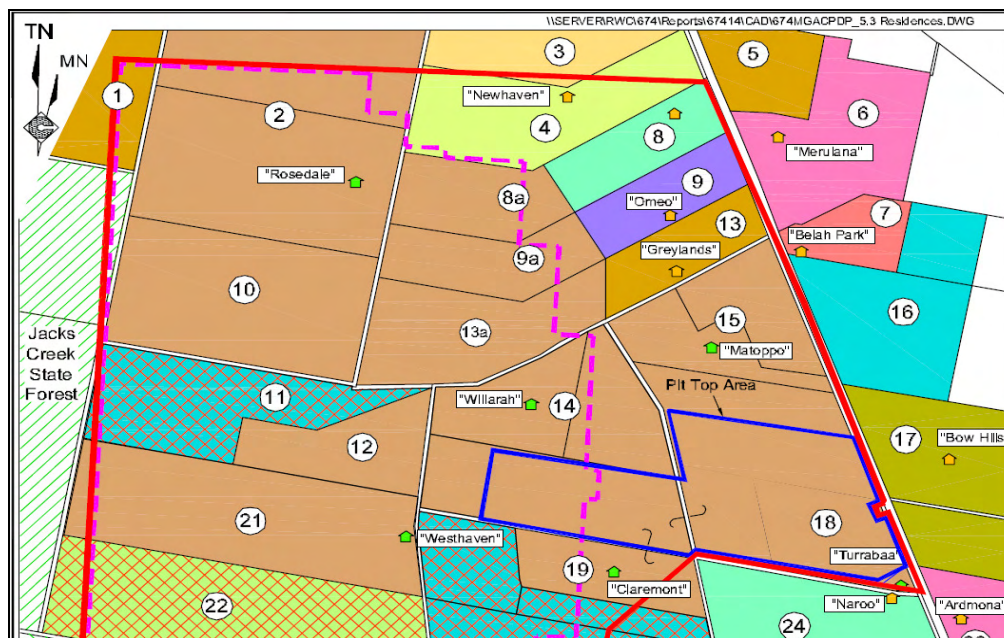 \\SERVER\RWC\674\Reports\67414\CAD\674MGACPDP_5.3 Residences.DWG
TN
MN
1
2
3
4
5
6
7
8
9
"Newhaven"
"Merulana"
"Rosedale"
8a
"Omeo"
13
"Belah Park"
9a
"Greylands"
10
13a
15
16
"Matoppo"
Jacks
Creek
State
Forest
Pit Top Area
11
"Willarah"
14
12
17
"Bow Hills
21
18
"Westhaven"
"Turrabaa"
19
"Claremont"
22
"Naroo"
"Ardmona"
24